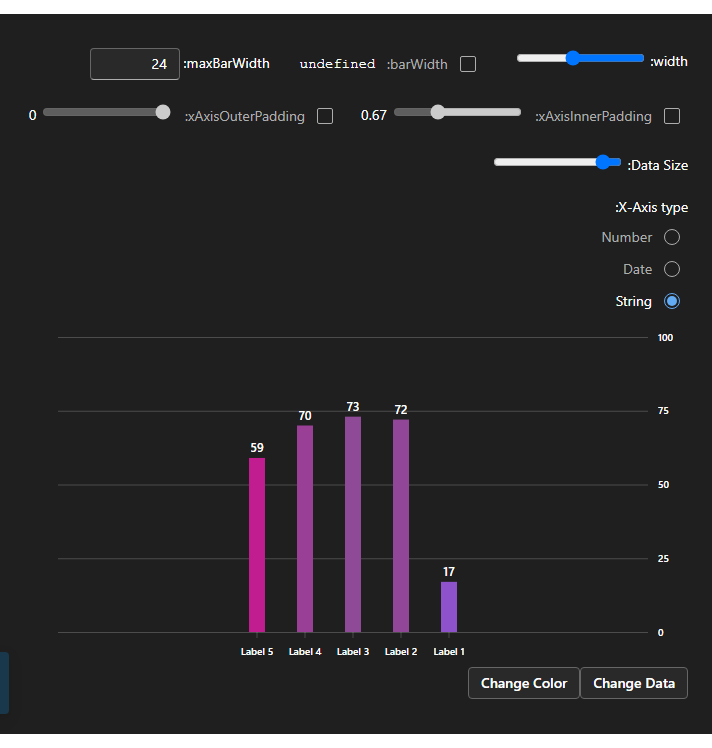 :width
:barWidth undefined
:maxBarWidth 24
:xAxisInnerPadding 0.67
:xAxisOuterPadding 0
:Data Size
:X-Axis type
Number
Date
String
100
75
50
25
0
59
70
73
72
17
Label 5 Label 4 Label 3 Label 2 Label 1
Change Color Change Data